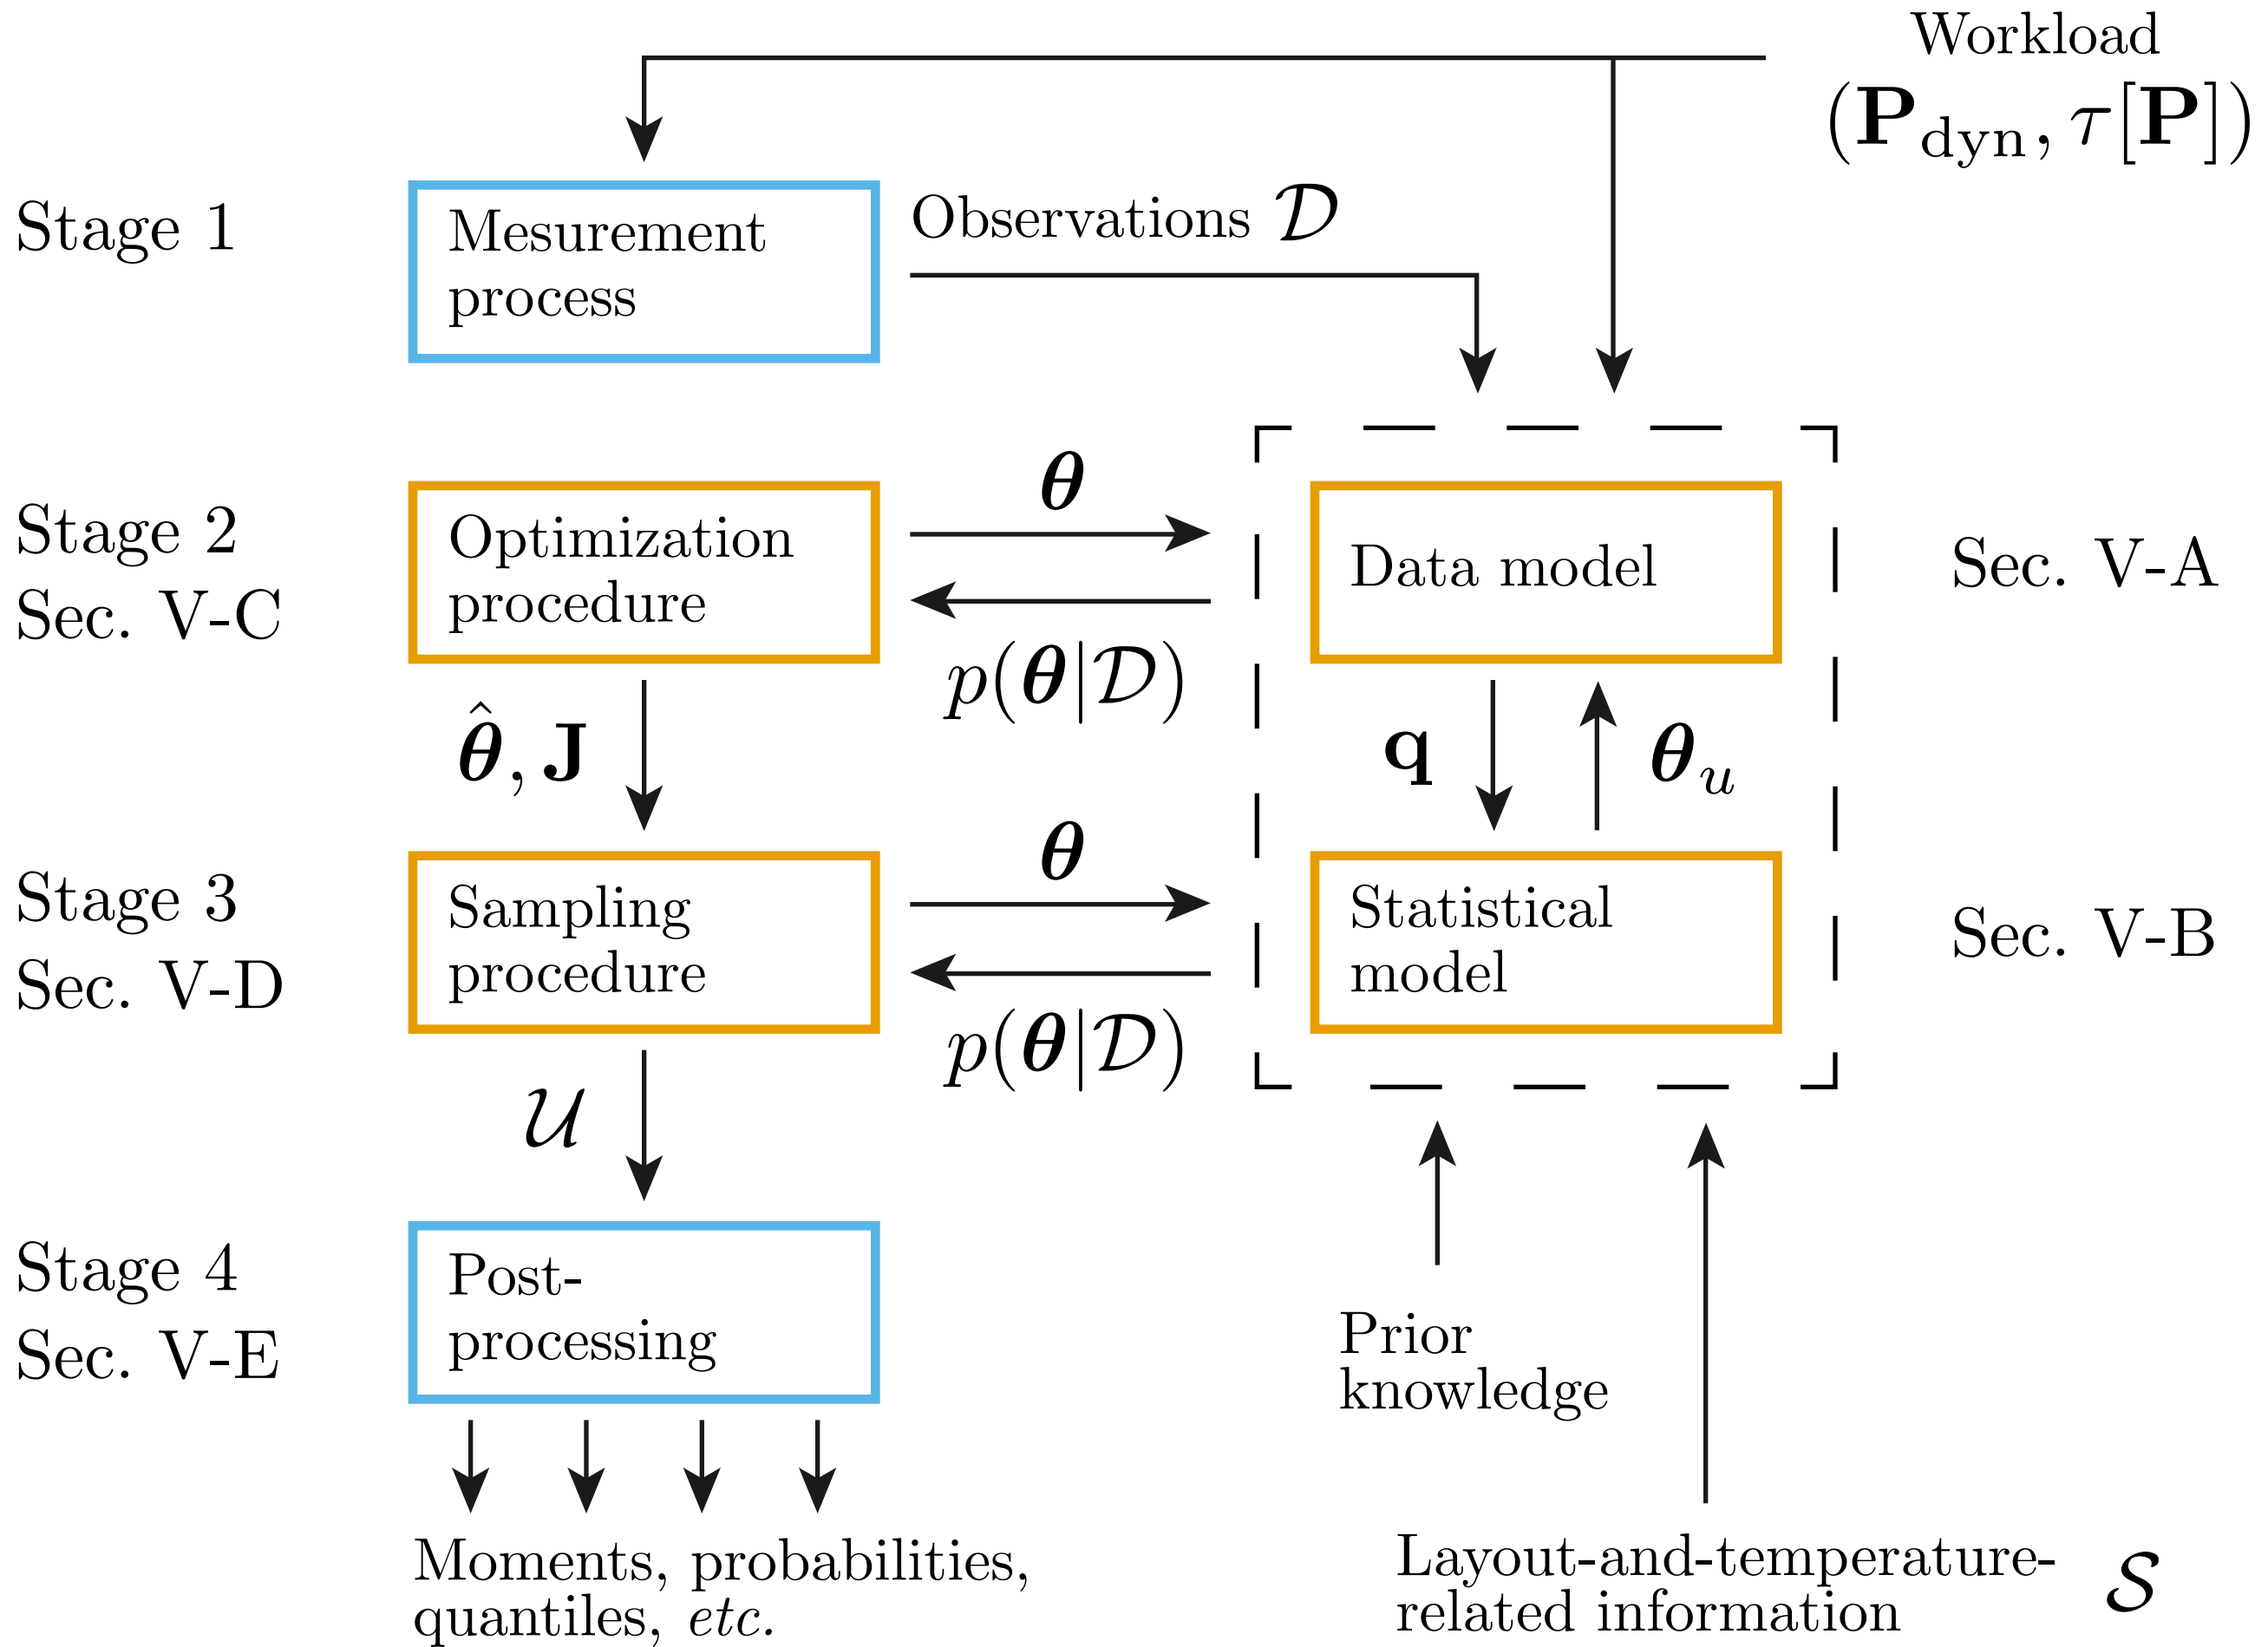 Workload
(𝐏dyn, τ[𝐏])
Stage 1
Mesurement
process
Observations 𝒟
Stage 2
Sec. V-C
Optimization
procedure
𝜽
p(𝜽|𝒟)
Data model
Sec. V-A
𝜽̂, 𝐉
𝐪
𝜽ᵤ
Stage 3
Sec. V-D
Sampling
procedure
𝜽
p(𝜽|𝒟)
Statistical
model
Sec. V-B
𝒰
Stage 4
Sec. V-E
Post-
processing
Prior
knowledge
Moments, probabilities,
quantiles, etc.
Layout-and-temperature-
related information
𝒮